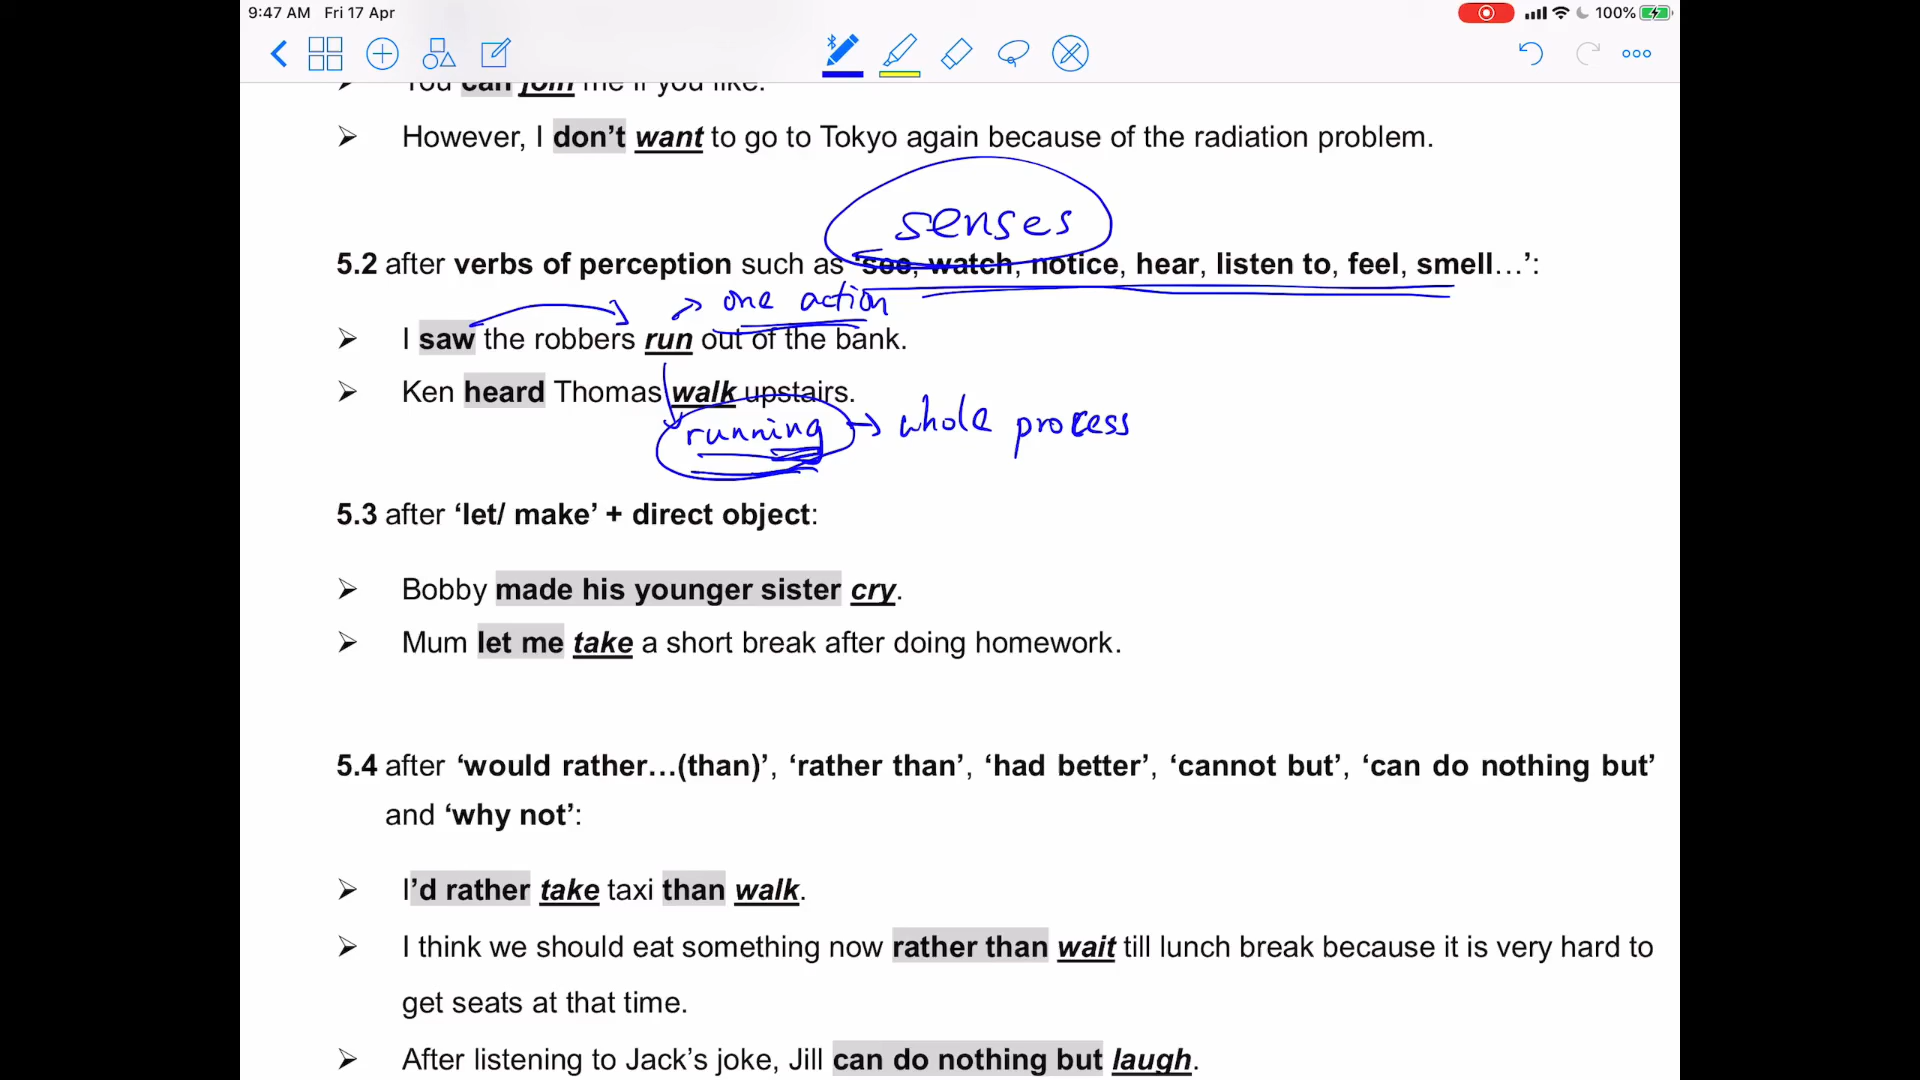 9:47 AM Fri 17 Apr
100%
You can join me if you like.
However, I don’t want to go to Tokyo again because of the radiation problem.
senses
5.2 after verbs of perception such as ‘see, watch, notice, hear, listen to, feel, smell…’:
one action
I saw the robbers run out of the bank.
Ken heard Thomas walk upstairs.
running → whole process
5.3 after ‘let/ make’ + direct object:
Bobby made his younger sister cry.
Mum let me take a short break after doing homework.
5.4 after ‘would rather…(than)’, ‘rather than’, ‘had better’, ‘cannot but’, ‘can do nothing but’
and ‘why not’:
I’d rather take taxi than walk.
I think we should eat something now rather than wait till lunch break because it is very hard to
get seats at that time.
After listening to Jack’s joke, Jill can do nothing but laugh.